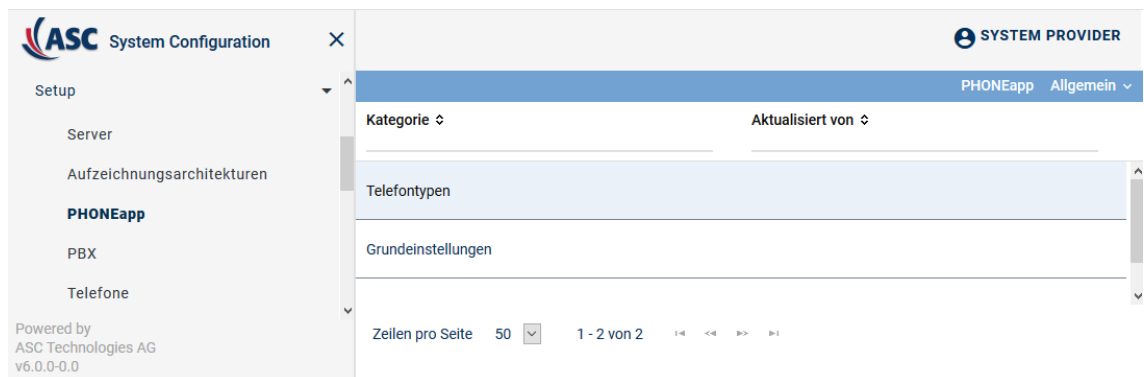 ASC System Configuration
SYSTEM PROVIDER
Setup
PHONEapp Allgemein
Server
Aufzeichnungsarchitekturen
PHONEapp
PBX
Telefone
Powered by
ASC Technologies AG
v6.0.0-0.0
Kategorie
Aktualisiert von
Telefontypen
Grundeinstellungen
Zeilen pro Seite 50 1 - 2 von 2